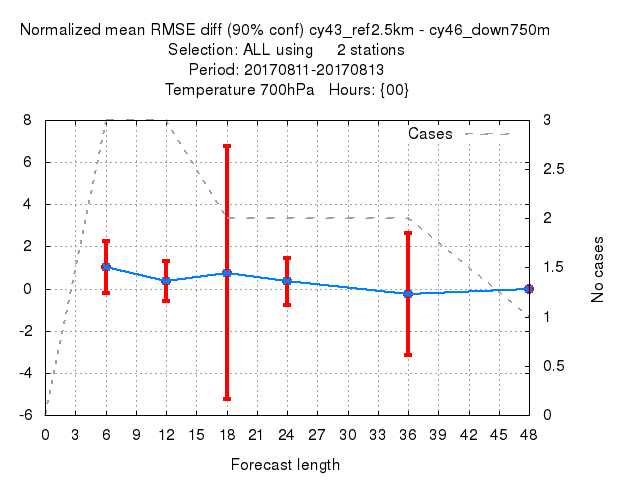 Normalized mean RMSE diff (90% conf) cy43_ref2.5km - cy46_down750m
Selection: ALL using 2 stations
Period: 20170811-20170813
Temperature 700hPa Hours: {00}
Cases
8
6
4
2
0
-2
-4
-6
3
2.5
2
1.5
1
0.5
0
No cases
0 3 6 9 12 15 18 21 24 27 30 33 36 39 42 45 48
Forecast length